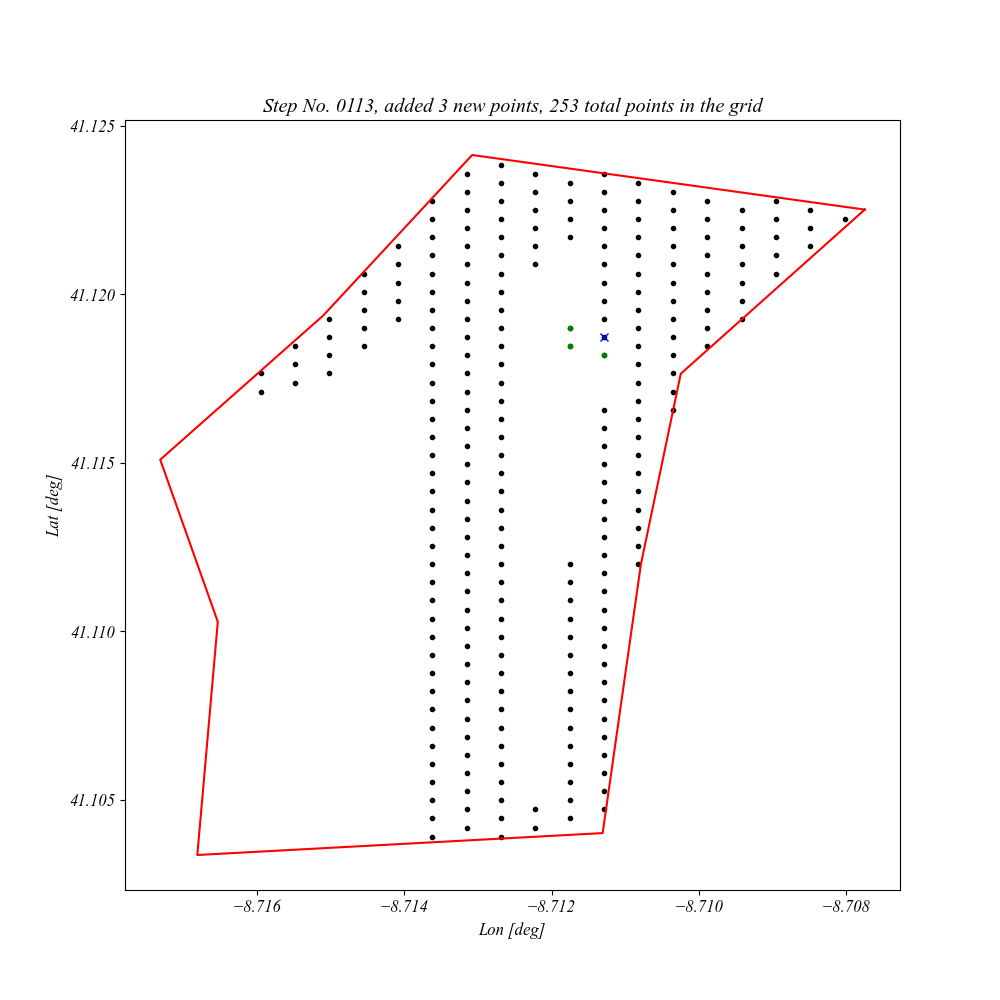 Step No. 0113, added 3 new points, 253 total points in the grid
41.125
41.120
41.115
41.110
41.105
Lat [deg]
−8.716 −8.714 −8.712 −8.710 −8.708
Lon [deg]